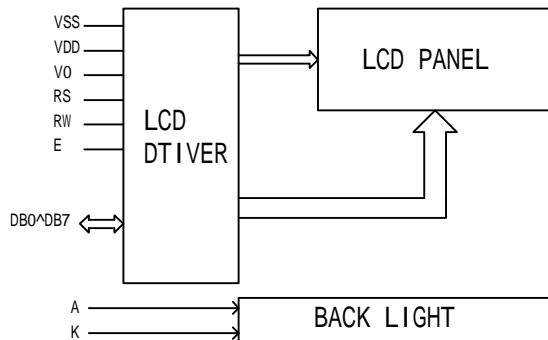 VSS
VDD
VO
RS
RW
E
DB0^DB7
LCD
DTIVER
LCD PANEL
A
K
BACK LIGHT